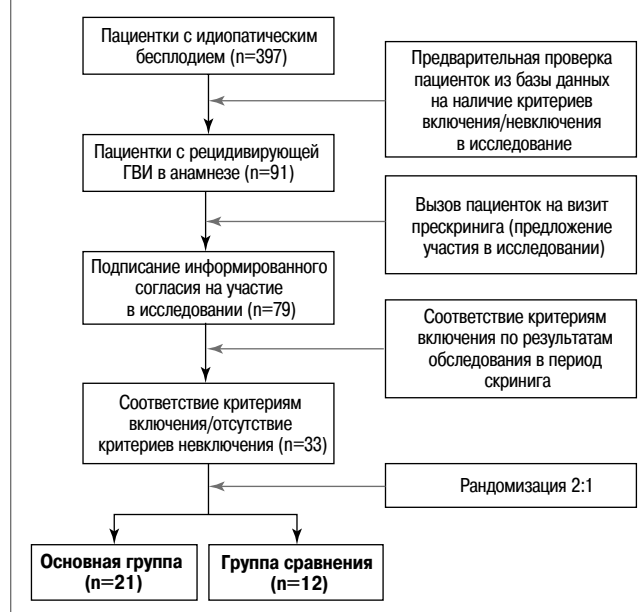 Пациентки с идиопатическим
бесплодием (n=397)
Предварительная проверка
пациенток из базы данных
на наличие критериев
включения/невключения
в исследование
Пациентки с рецидивирующей
ГВИ в анамнезе (n=91)
Вызов пациенток на визит
прескринига (предложение
участия в исследовании)
Подписание информированного
согласия на участие
в исследовании (n=79)
Соответствие критериям
включения по результатам
обследования в период
скринига
Соответствие критериям
включения/отсутствие
критериев невключения (n=33)
Рандомизация 2:1
Основная группа
(n=21)
Группа сравнения
(n=12)